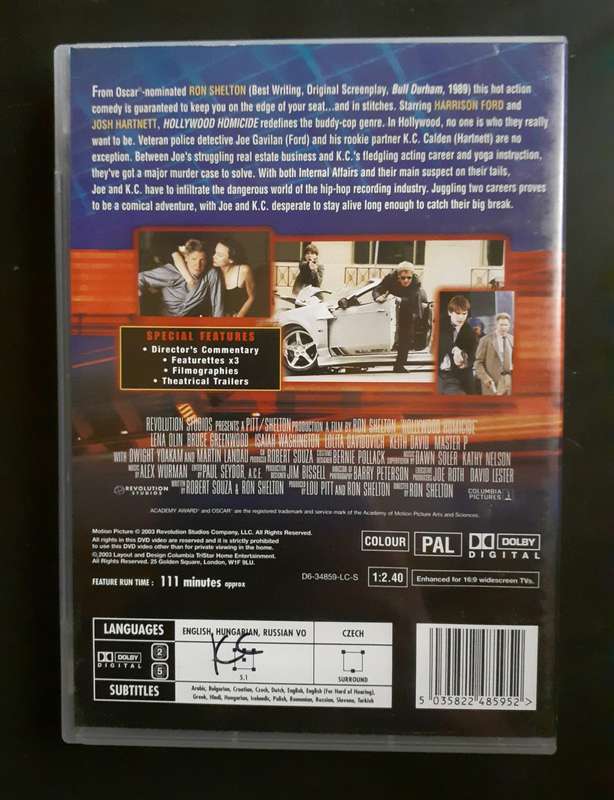 From Oscar®-nominated RON SHELTON (Best Writing, Original Screenplay, Bull Durham, 1989) this hot action
comedy is guaranteed to keep you on the edge of your seat...and in stitches. Starring HARRISON FORD and
JOSH HARTNETT, HOLLYWOOD HOMICIDE redefines the buddy-cop genre. In Hollywood, no one is who they really
want to be. Veteran police detective Joe Gavilan (Ford) and his rookie partner K.C. Calden (Hartnett) are no
exception. Between Joe's struggling real estate business and K.C.'s fledgling acting career and yoga instruction,
they've got a major murder case to solve. With both Internal Affairs and their main suspect on their tails,
Joe and K.C. have to infiltrate the dangerous world of the hip-hop recording industry. Juggling two careers proves
to be a comical adventure, with Joe and K.C. desperate to stay alive long enough to catch their big break.
SPECIAL FEATURES
• Director's Commentary
• Featurettes x3
• Filmographies
• Theatrical Trailers
REVOLUTION STUDIOS PRESENTS A PITT/SHELTON PRODUCTION A FILM BY RON SHELTON "HOLLYWOOD HOMICIDE"
LENA OLIN BRUCE GREENWOOD ISAIAH WASHINGTON LOLITA DAVIDOVICH KEITH DAVID MASTER P
WITH DWIGHT YOAKAM AND MARTIN LANDAU CO PRODUCER ROBERT SOUZA COSTUME DESIGNER BERNIE POLLACK DAWN SOLER KATHY NELSON
MUSIC BY ALEX WURMAN EDITED BY PAUL SEYDOR, A.C.E. PRODUCTION DESIGNER JIM BISSELL DIRECTOR OF PHOTOGRAPHY BARRY PETERSON EXECUTIVE PRODUCERS JOE ROTH DAVID LESTER
REVOLUTION STUDIOS WRITTEN BY ROBERT SOUZA & RON SHELTON PRODUCED BY LOU PITT AND RON SHELTON DIRECTED BY RON SHELTON COLUMBIA PICTURES
ACADEMY AWARD® AND OSCAR® are the registered trademark and service mark of the Academy of Motion Picture Arts and Sciences.
Motion Picture © 2003 Revolution Studios Company, LLC. All Rights Reserved.
All rights in this DVD video are reserved and it is strictly prohibited
to use this DVD video other than for private viewing in the home.
©2003 Layout and Design Columbia TriStar Home Entertainment.
All Rights Reserved. 25 Golden Square, London, W1F 9LU.
COLOUR PAL DOLBY DIGITAL
FEATURE RUN TIME: 111 minutes approx
D6-34859-LC-S
1:2.40 Enhanced for 16:9 widescreen TVs.
LANGUAGES ENGLISH, HUNGARIAN, RUSSIAN VO CZECH
DOLBY DIGITAL 2 5
5.1 SURROUND
SUBTITLES Arabic, Bulgarian, Croatian, Czech, Dutch, English, English (For Hard of Hearing),
Greek, Hindi, Hungarian, Icelandic, Polish, Romanian, Russian, Slovene, Turkish
5 035822 485952 >